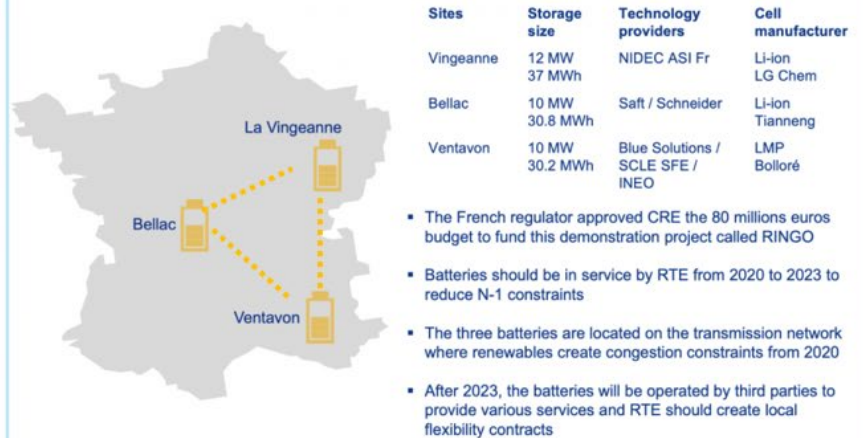 La Vingeanne
Bellac
Ventavon
Sites Storage size Technology providers Cell manufacturer
Vingeanne 12 MW 37 MWh NIDEC ASI Fr Li-ion LG Chem
Bellac 10 MW 30.8 MWh Saft / Schneider Li-ion Tianneng
Ventavon 10 MW 30.2 MWh Blue Solutions / SCLE SFE / INEO LMP Bolloré
▪ The French regulator approved CRE the 80 millions euros
budget to fund this demonstration project called RINGO
▪ Batteries should be in service by RTE from 2020 to 2023 to
reduce N-1 constraints
▪ The three batteries are located on the transmission network
where renewables create congestion constraints from 2020
▪ After 2023, the batteries will be operated by third parties to
provide various services and RTE should create local
flexibility contracts